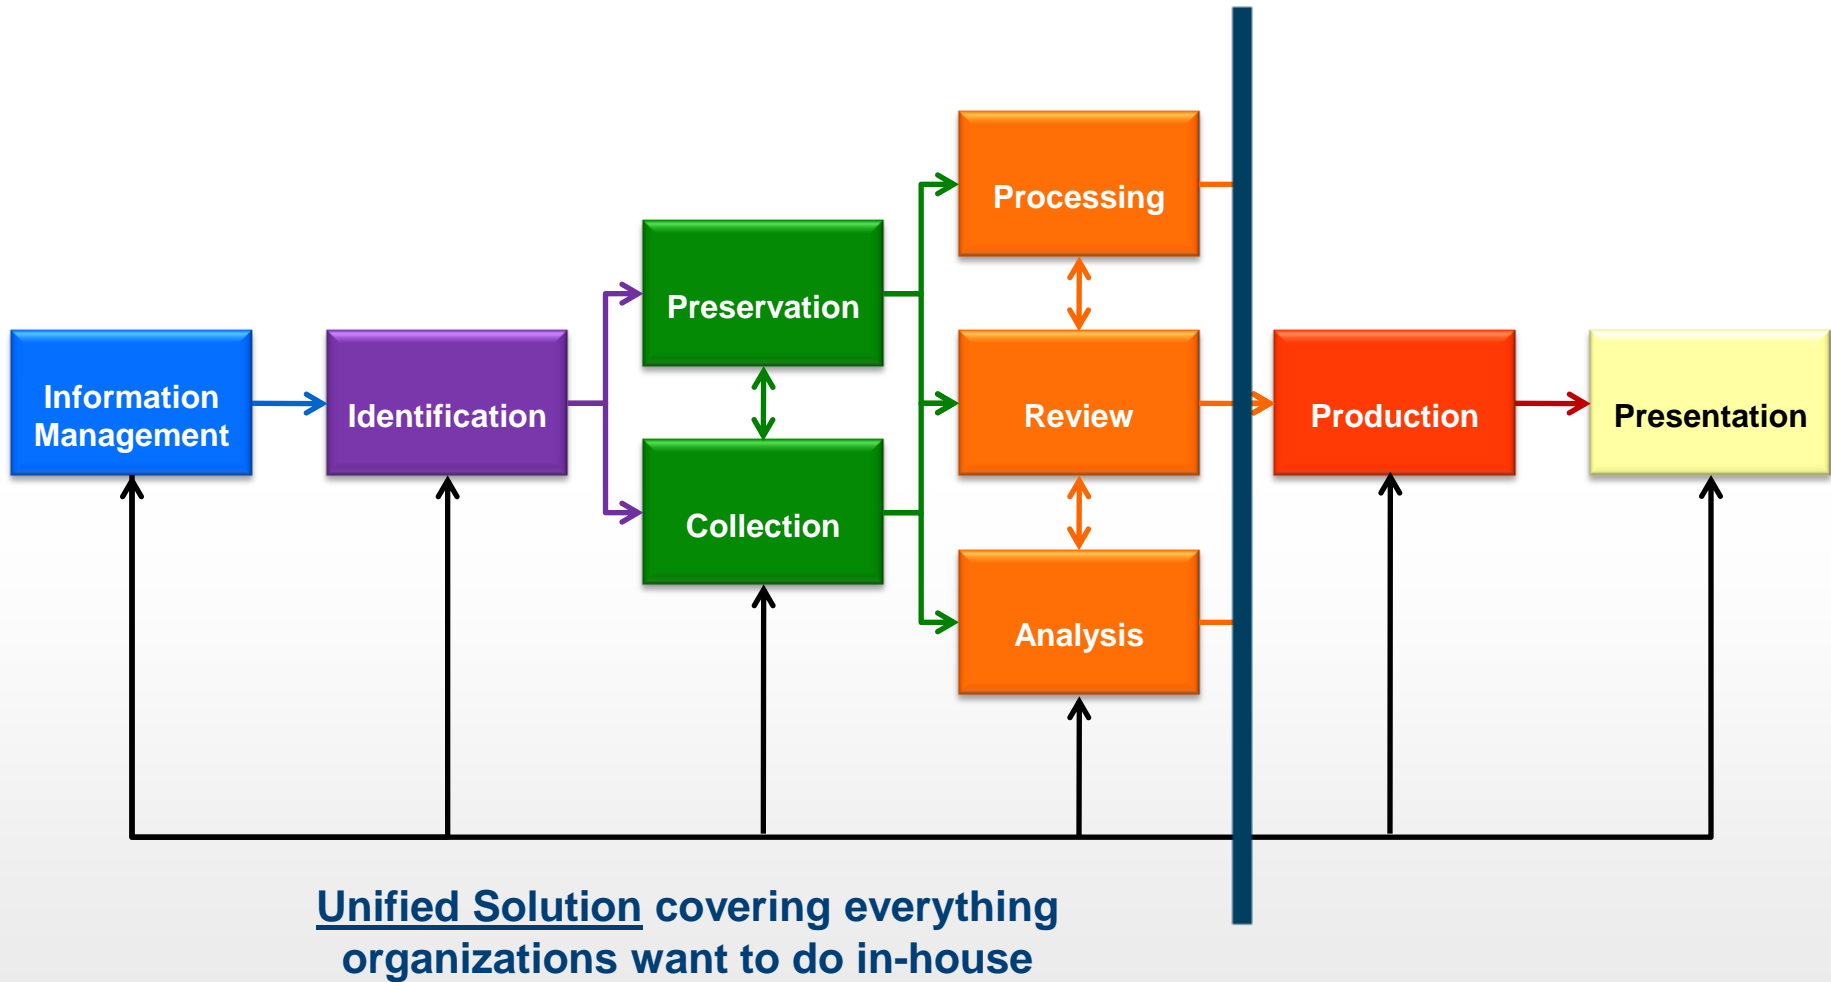 Information
Management
Identification
Preservation
Collection
Processing
Review
Analysis
Production
Presentation
Unified Solution covering everything
organizations want to do in-house